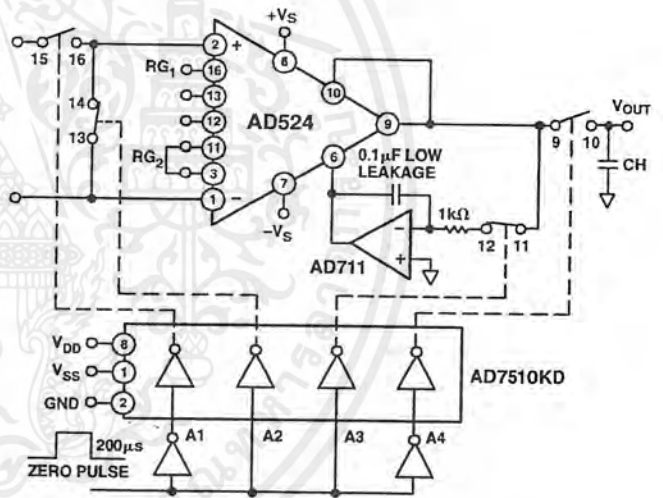 +VS
15 16
2 +
8
RG1 16
13
14
12
AD524
10
9
VOUT
9 10
CH
13
RG2 11
3
6
0.1µF LOW
LEAKAGE
1 −
7
−VS
−
+
1kΩ
12 11
AD711
VDD 8
VSS 1
GND 2
AD7510KD
200µs
ZERO PULSE
A1 A2 A3 A4